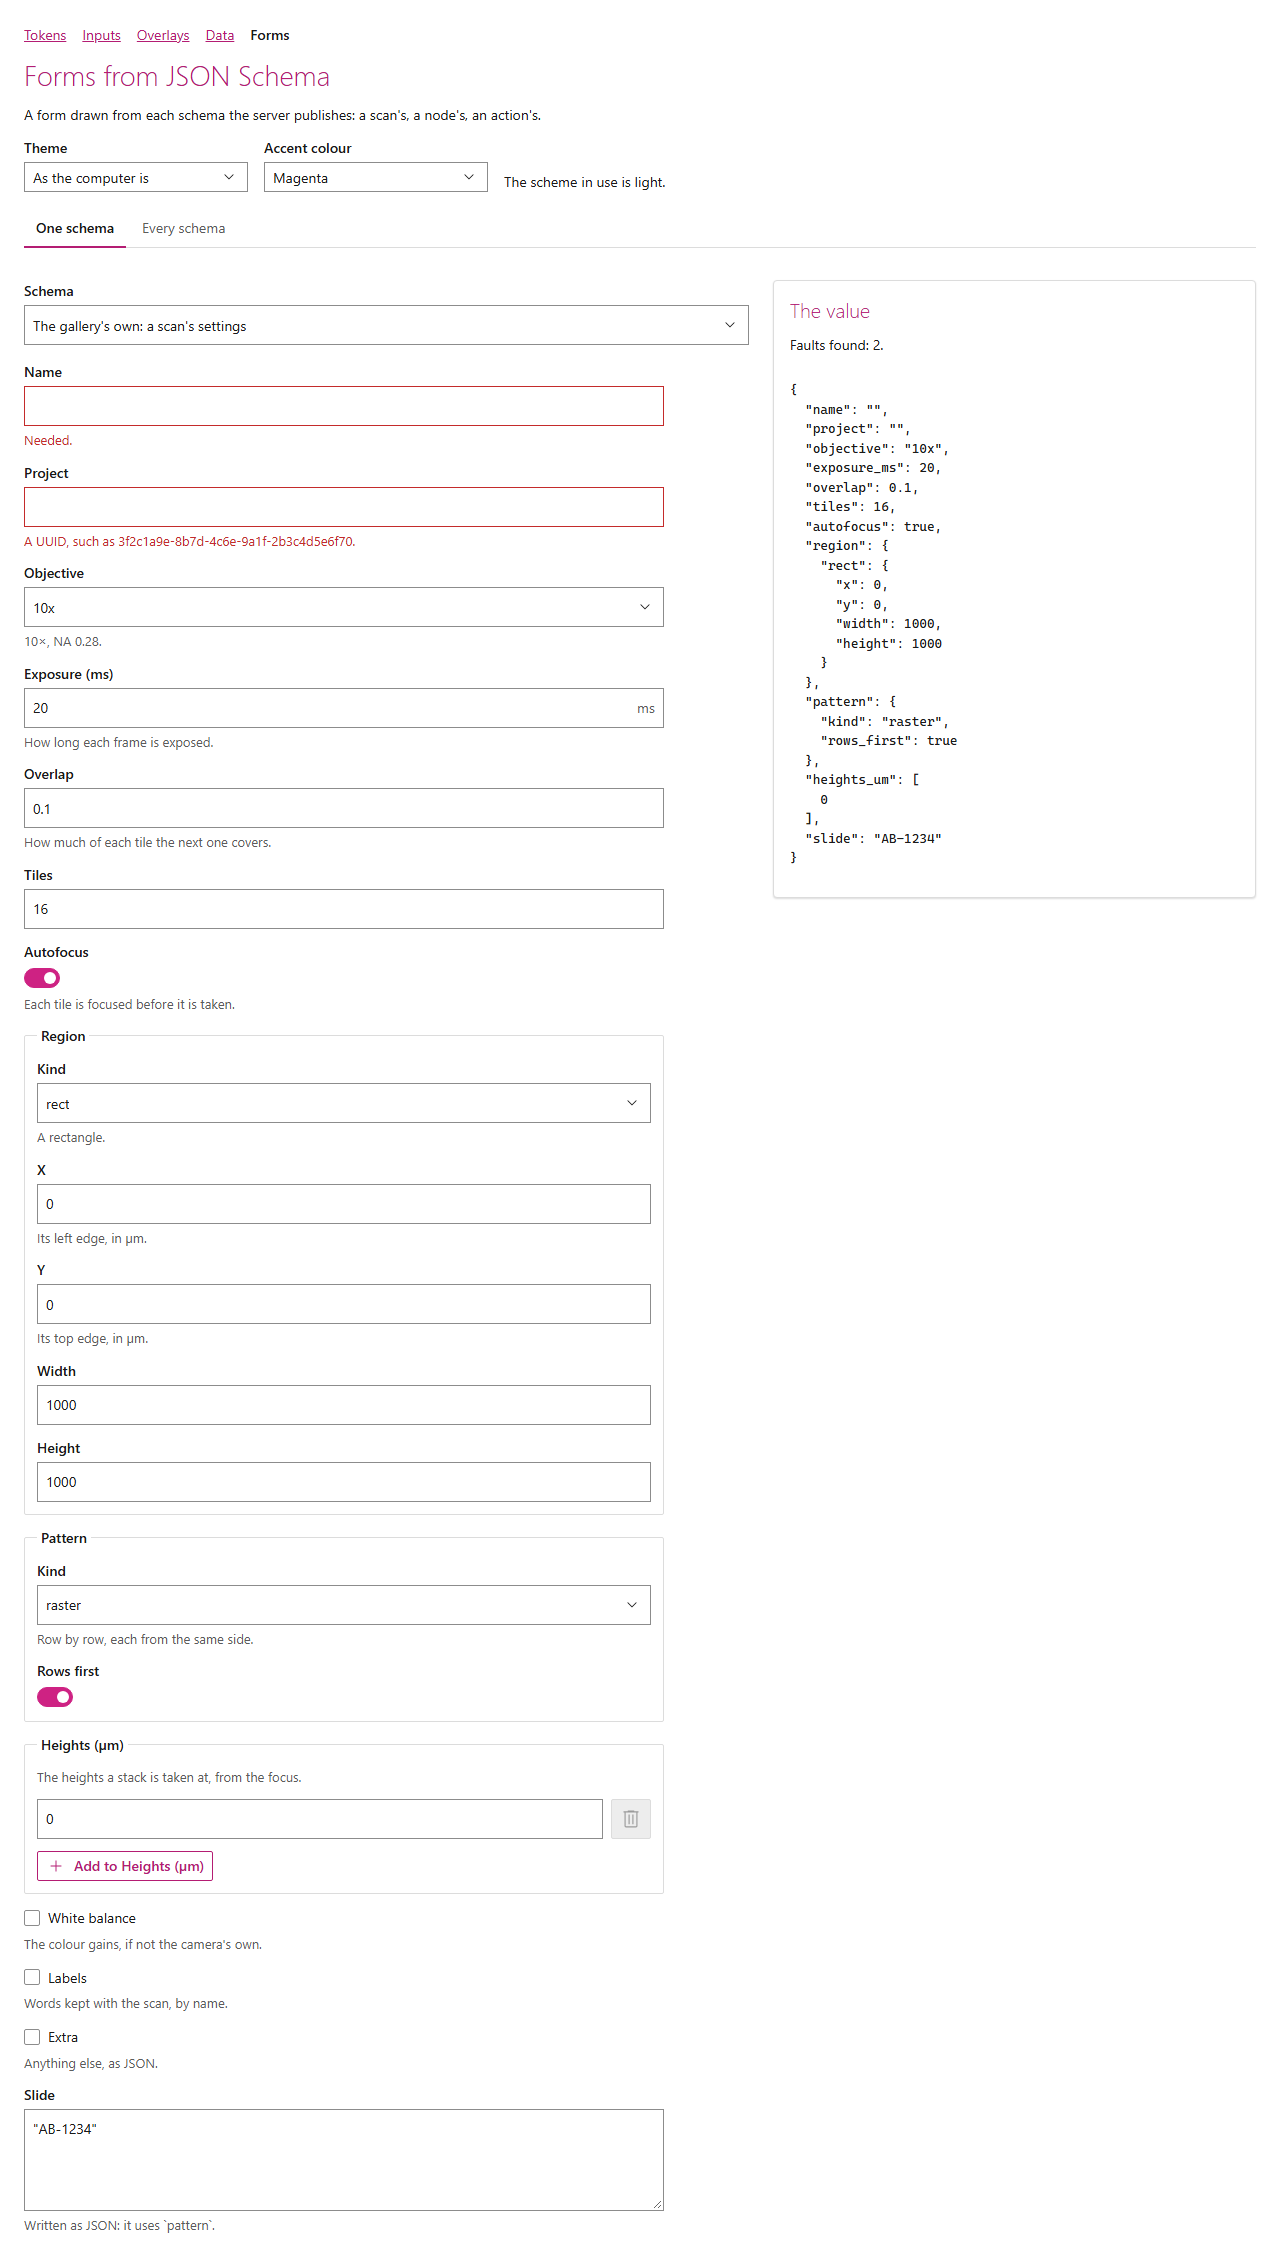 Tokens Inputs Overlays Data Forms
Forms from JSON Schema
A form drawn from each schema the server publishes: a scan's, a node's, an action's.
Theme
As the computer is
Accent colour
Magenta
The scheme in use is light.
One schema Every schema
Schema
The gallery's own: a scan's settings
Name
Needed.
Project
A UUID, such as 3f2c1a9e-8b7d-4c6e-9a1f-2b3c4d5e6f70.
Objective
10x
10×, NA 0.28.
Exposure (ms)
20 ms
How long each frame is exposed.
Overlap
0.1
How much of each tile the next one covers.
Tiles
16
Autofocus
Each tile is focused before it is taken.
Region
Kind
rect
A rectangle.
X
0
Its left edge, in µm.
Y
0
Its top edge, in µm.
Width
1000
Height
1000
Pattern
Kind
raster
Row by row, each from the same side.
Rows first
Heights (µm)
The heights a stack is taken at, from the focus.
0
Add to Heights (µm)
White balance
The colour gains, if not the camera's own.
Labels
Words kept with the scan, by name.
Extra
Anything else, as JSON.
Slide
"AB-1234"
Written as JSON: it uses `pattern`.
The value
Faults found: 2.
{
"name": "",
"project": "",
"objective": "10x",
"exposure_ms": 20,
"overlap": 0.1,
"tiles": 16,
"autofocus": true,
"region": {
"rect": {
"x": 0,
"y": 0,
"width": 1000,
"height": 1000
}
},
"pattern": {
"kind": "raster",
"rows_first": true
},
"heights_um": [
0
],
"slide": "AB-1234"
}